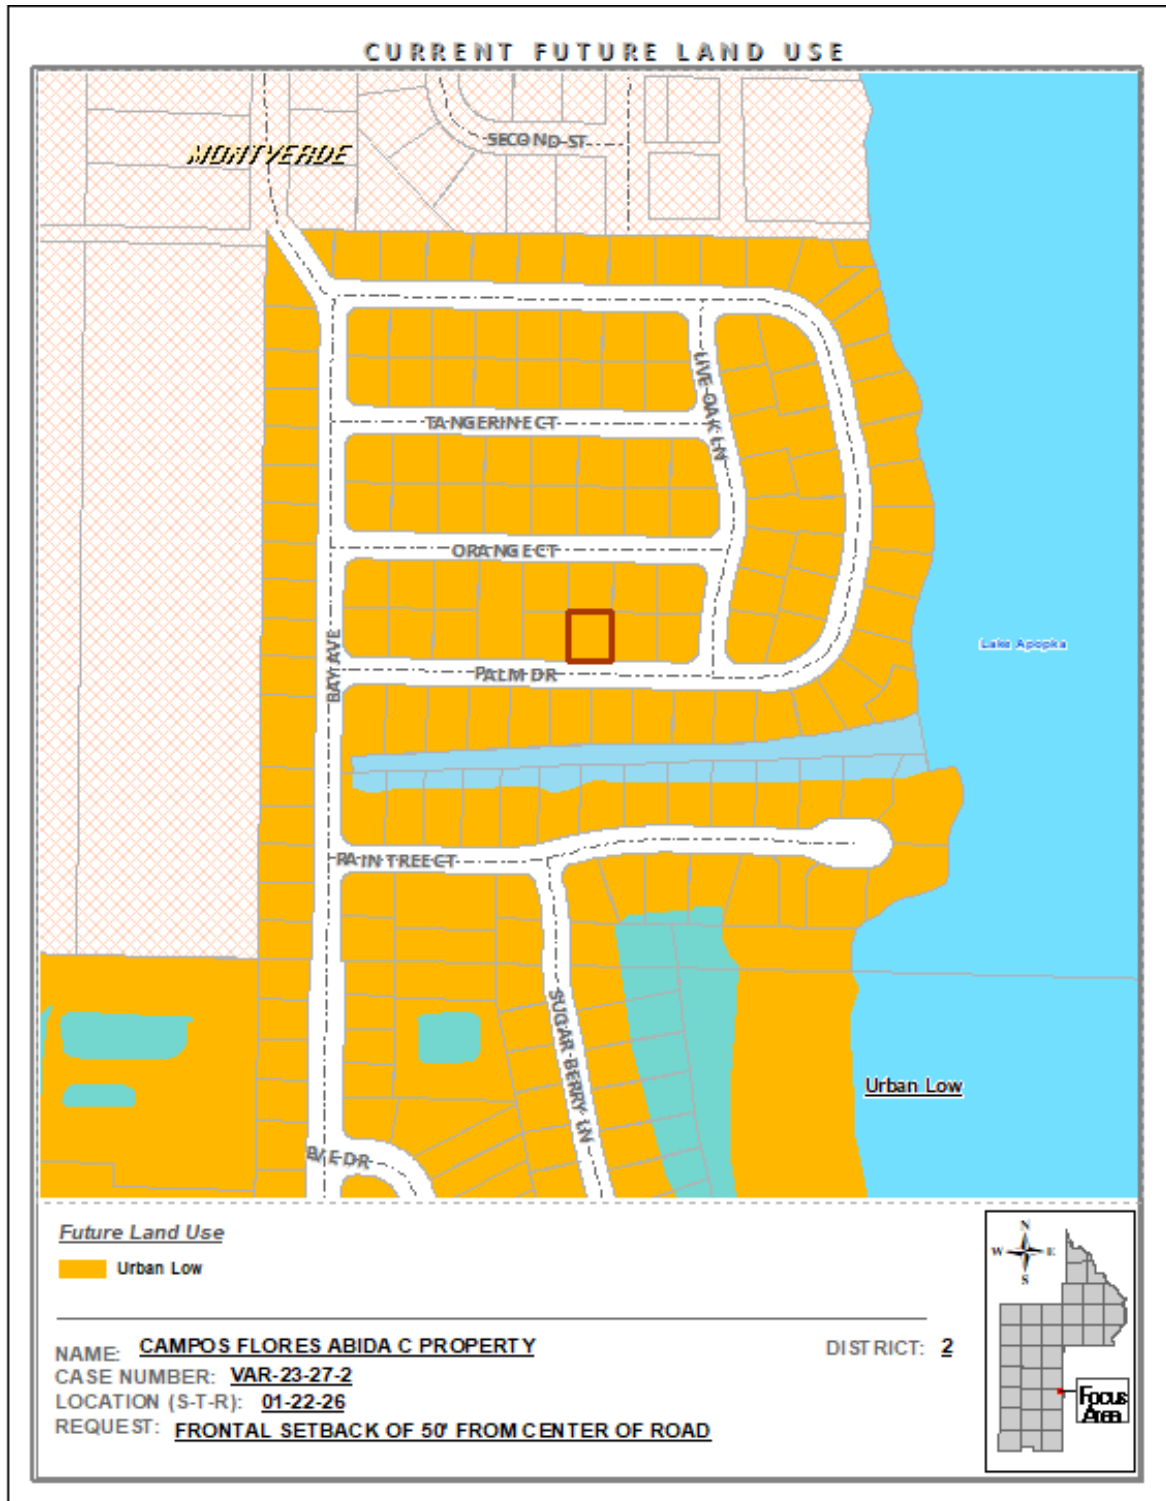 CURRENT FUTURE LAND USE
MONTVERDE
SECOND ST
LIVE OAK LN
TANGERINE CT
ORANGE CT
BAY AVE
PALM DR
Lake Apopka
PAIN TREE CT
SUGAR BERRY LN
Urban Low
DR
Future Land Use
Urban Low
NAME: CAMPOS FLORES ABIDA C PROPERTY
DISTRICT: 2
CASE NUMBER: VAR-23-27-2
LOCATION (S-T-R): 01-22-26
REQUEST: FRONTAL SETBACK OF 50' FROM CENTER OF ROAD
N
W E
S
Focus
Area